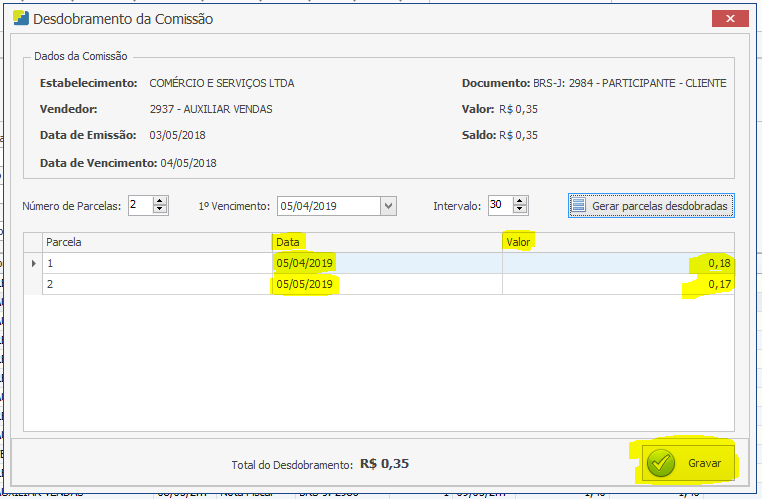 Desdobramento da Comissão
Dados da Comissão
Estabelecimento: COMÉRCIO E SERVIÇOS LTDA Documento: BRS-J: 2984 - PARTICIPANTE - CLIENTE
Vendedor: 2937 - AUXILIAR VENDAS Valor: R$ 0,35
Data de Emissão: 03/05/2018 Saldo: R$ 0,35
Data de Vencimento: 04/05/2018
Número de Parcelas: 2 1º Vencimento: 05/04/2019 Intervalo: 30 Gerar parcelas desdobradas
Parcela Data Valor
1 05/04/2019 0,18
2 05/05/2019 0,17
Total do Desdobramento: R$ 0,35 Gravar